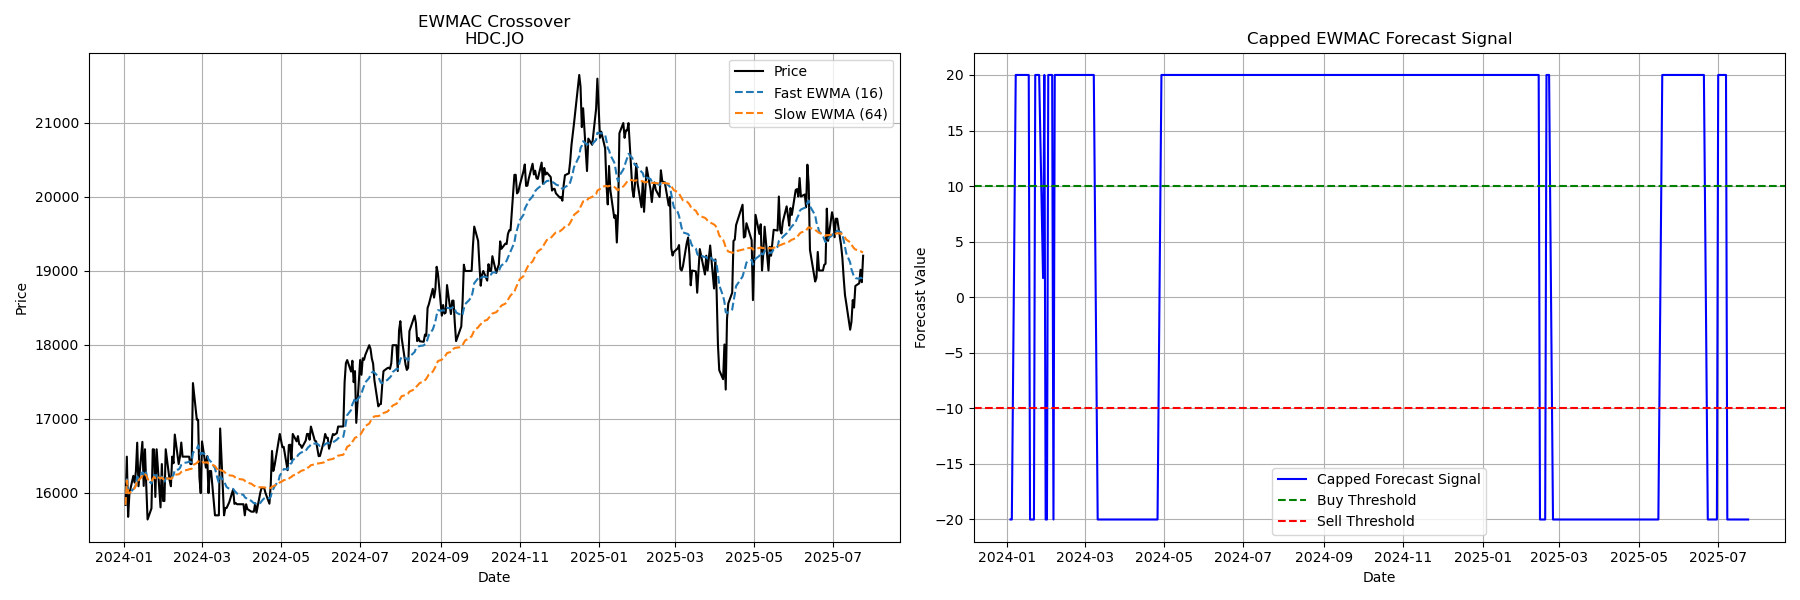 EWMAC Crossover
HDC.JO
Price
Fast EWMA (16)
Slow EWMA (64)
21000
20000
19000
18000
17000
16000
Price
2024-01 2024-03 2024-05 2024-07 2024-09 2024-11 2025-01 2025-03 2025-05 2025-07
Date
Capped EWMAC Forecast Signal
20
15
10
5
0
−5
−10
−15
−20
Forecast Value
Capped Forecast Signal
Buy Threshold
Sell Threshold
2024-01 2024-03 2024-05 2024-07 2024-09 2024-11 2025-01 2025-03 2025-05 2025-07
Date